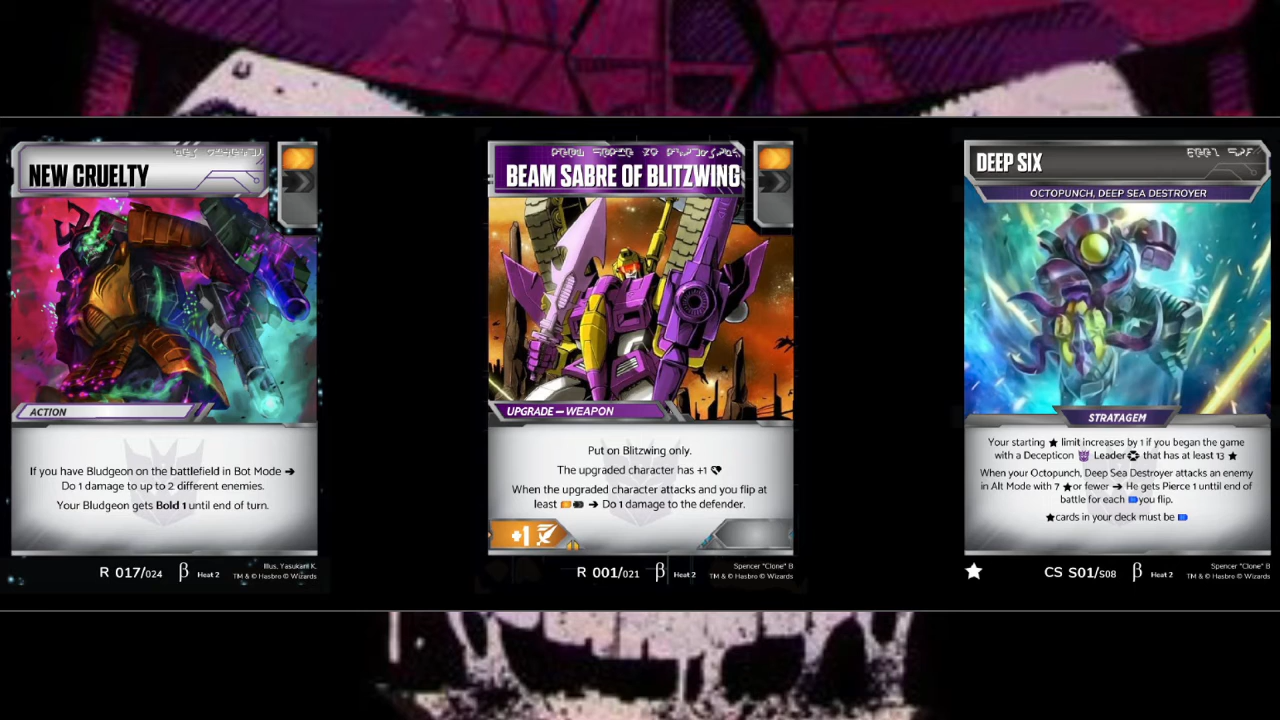 NEW CRUELTY
ACTION
If you have Bludgeon on the battlefield in Bot Mode ➔
Do 1 damage to up to 2 different enemies.
Your Bludgeon gets Bold 1 until end of turn.
R 017/024 β Heat 2
Illus. Yasukani K.
TM & © Hasbro © Wizards
BEAM SABRE OF BLITZWING
UPGRADE — WEAPON
Put on Blitzwing only.
The upgraded character has +1
When the upgraded character attacks and you flip at
least ➔ Do 1 damage to the defender.
+1
R 001/021 β Heat 2
Spencer "Clone" B
TM & © Hasbro © Wizards
DEEP SIX
OCTOPUNCH, DEEP SEA DESTROYER
STRATAGEM
Your starting ★ limit increases by 1 if you began the game
with a Decepticon Leader that has at least 13 ★
When your Octopunch, Deep Sea Destroyer attacks an enemy
in Alt Mode with 7 ★ or fewer ➔ He gets Pierce 1 until end of
battle for each you flip.
★cards in your deck must be
★ CS S01/S08 β Heat 2
Spencer "Clone" B
TM & © Hasbro © Wizards